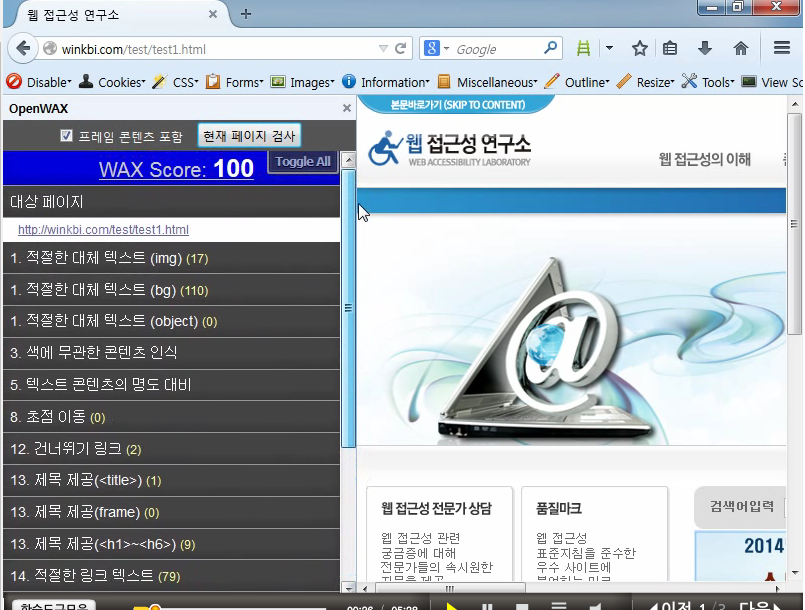 웹 접근성 연구소
winkbi.com/test/test1.html
Google
Disable Cookies CSS Forms Images Information Miscellaneous Outline Resize Tools View So
OpenWAX
프레임 콘텐츠 포함
현재 페이지 검사
WAX Score: 100
Toggle All
대상 페이지
http://winkbi.com/test/test1.html
1. 적절한 대체 텍스트 (img) (17)
1. 적절한 대체 텍스트 (bg) (110)
1. 적절한 대체 텍스트 (object) (0)
3. 색에 무관한 콘텐츠 인식
5. 텍스트 콘텐츠의 명도 대비
8. 초점 이동 (0)
12. 건너뛰기 링크 (2)
13. 제목 제공(<title>) (1)
13. 제목 제공(frame) (0)
13. 제목 제공(<h1>~<h6>) (9)
14. 적절한 링크 텍스트 (79)
본문바로가기 (SKIP TO CONTENT)
웹 접근성 연구소
WEB ACCESSIBILITY LABORATORY
웹 접근성의 이해
@
웹 접근성 전문가 상담
웹 접근성 관련
궁금증에 대해
전문가들의 속시원한
품질마크
웹 접근성
표준지침을 준수한
우수 사이트에
검색어입력
2014
00:26 / 05:28
이전 1/3 다음